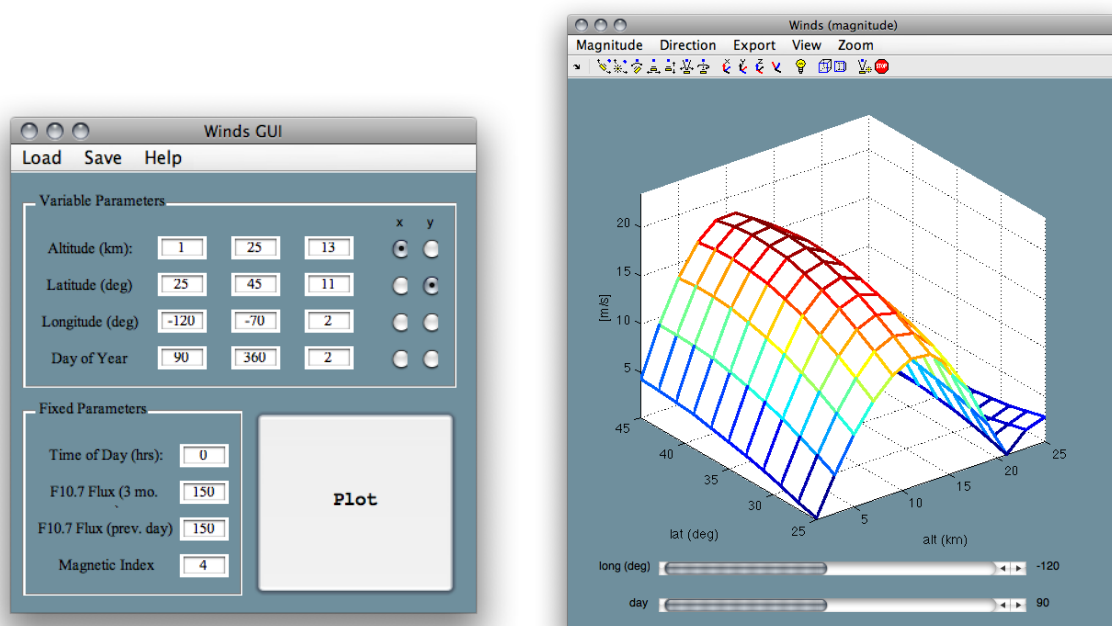 Winds GUI
Load Save Help
Variable Parameters
x y
Altitude (km): 1 25 13
Latitude (deg) 25 45 11
Longitude (deg) -120 -70 2
Day of Year 90 360 2
Fixed Parameters
Time of Day (hrs): 0
F10.7 Flux (3 mo. 150
F10.7 Flux (prev. day) 150
Magnetic Index 4
Plot
Winds (magnitude)
Magnitude Direction Export View Zoom
X Y Z
STOP
20
15
10
5
[m/s]
45
40
35
30
25
lat (deg)
5
10
15
20
25
alt (km)
long (deg) -120
day 90